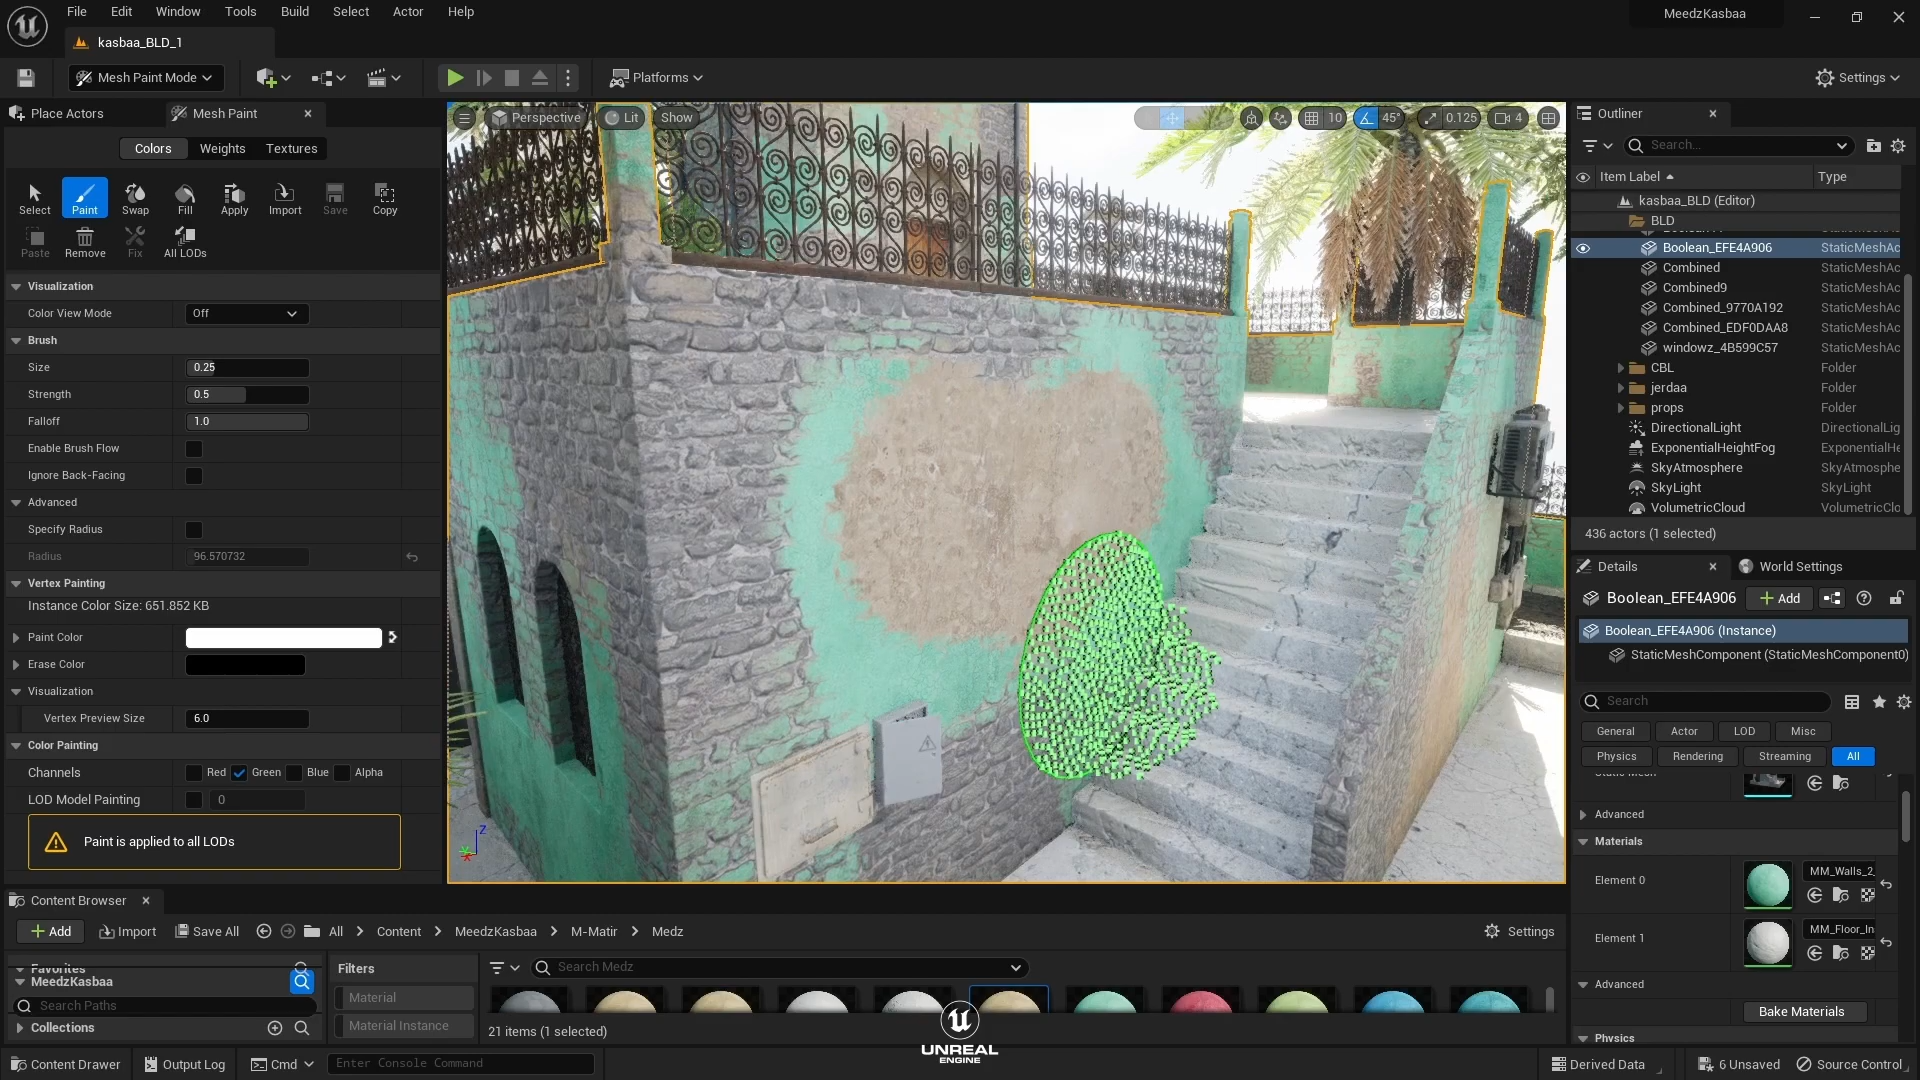 File Edit Window Tools Build Select Actor Help
MeedzKasbaa
kasbaa_BLD_1
Mesh Paint Mode
Platforms
Settings
Place Actors
Mesh Paint
Colors Weights Textures
Select Paint Swap Fill Apply Import Save Copy
Paste Remove Fix All LODs
Visualization
Color View Mode Off
Brush
Size 0.25
Strength 0.5
Falloff 1.0
Enable Brush Flow
Ignore Back-Facing
Advanced
Specify Radius
Radius 96.570732
Vertex Painting
Instance Color Size: 651.852 KB
Paint Color
Erase Color
Visualization
Vertex Preview Size 6.0
Color Painting
Channels Red Green Blue Alpha
LOD Model Painting 0
Paint is applied to all LODs
Perspective Lit Show
10 45° 0.125 4
Z
Outliner
Search...
Item Label Type
kasbaa_BLD (Editor)
BLD
Boolean_EFE4A906 StaticMeshAc
Combined StaticMeshAc
Combined9 StaticMeshAc
Combined_9770A192 StaticMeshAc
Combined_EDF0DAA8 StaticMeshAc
windowz_4B599C57 StaticMeshAc
CBL Folder
jerdaa Folder
props Folder
DirectionalLight DirectionalLig
ExponentialHeightFog ExponentialHe
SkyAtmosphere SkyAtmosphe
SkyLight SkyLight
VolumetricCloud VolumetricClo
436 actors (1 selected)
Details
World Settings
Boolean_EFE4A906 Add
Boolean_EFE4A906 (Instance)
StaticMeshComponent (StaticMeshComponent0)
Search
General Actor LOD Misc
Physics Rendering Streaming All
Static Mesh
Advanced
Materials
Element 0 MM_Walls_2_
Element 1 MM_Floor_In
Advanced
Bake Materials
Physics
Content Browser
Add Import Save All All Content MeedzKasbaa M-Matir Medz Settings
Favorites
MeedzKasbaa
Search Paths
Collections
Filters
Material
Material Instance
Search Medz
21 items (1 selected)
UNREAL
ENGINE
Content Drawer Output Log Cmd Enter Console Command
Derived Data 6 Unsaved Source Control